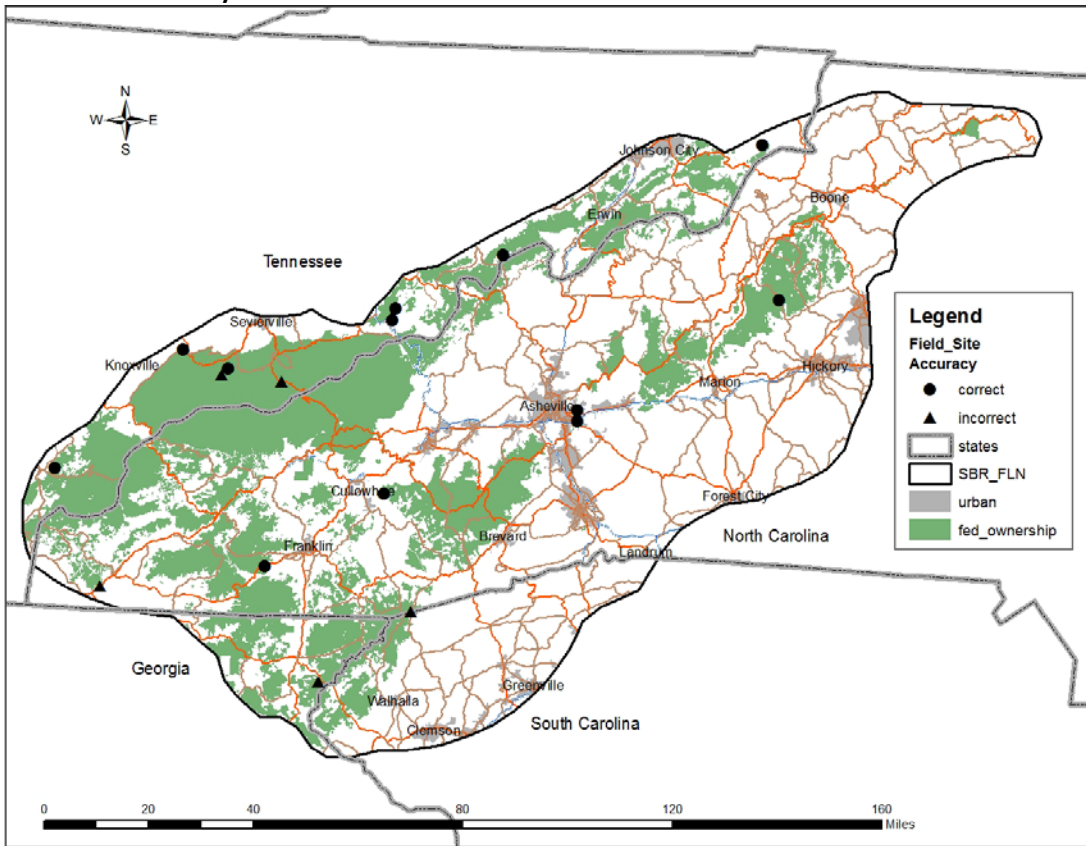 N
W E
S
Johnson City
Boone
Erwin
Tennessee
Sevierville
Knoxville
Hickory
Marion
Asheville
Cullowhee
Forest City
Brevard
North Carolina
Franklin
Landrum
Georgia
Greenville
Walhalla
South Carolina
Clemson
Legend
Field_Site
Accuracy
correct
incorrect
states
SBR_FLN
urban
fed_ownership
0 20 40 80 120 160
Miles